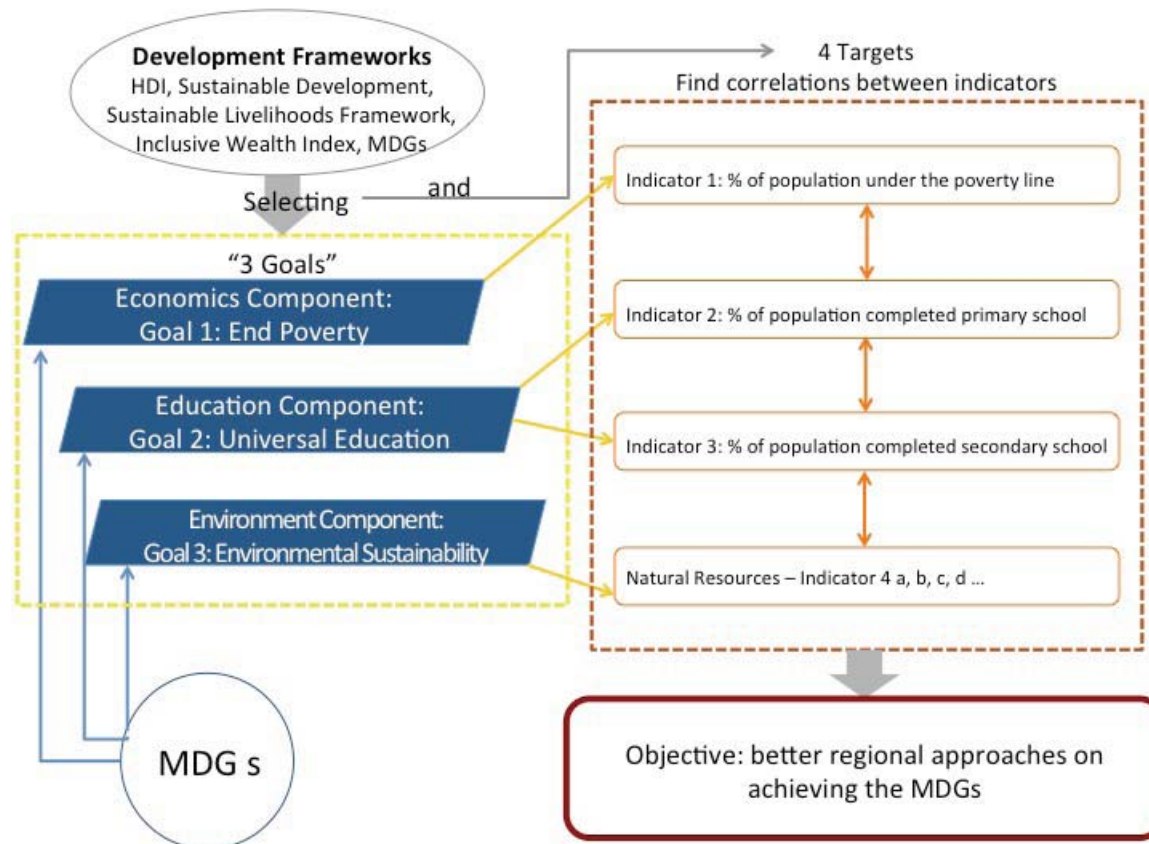 Development Frameworks
HDI, Sustainable Development,
Sustainable Livelihoods Framework,
Inclusive Wealth Index, MDGs
Selecting
and
4 Targets
Find correlations between indicators
"3 Goals"
Economics Component:
Goal 1: End Poverty
Education Component:
Goal 2: Universal Education
Environment Component:
Goal 3: Environmental Sustainability
MDG s
Indicator 1: % of population under the poverty line
Indicator 2: % of population completed primary school
Indicator 3: % of population completed secondary school
Natural Resources – Indicator 4 a, b, c, d ...
Objective: better regional approaches on
achieving the MDGs